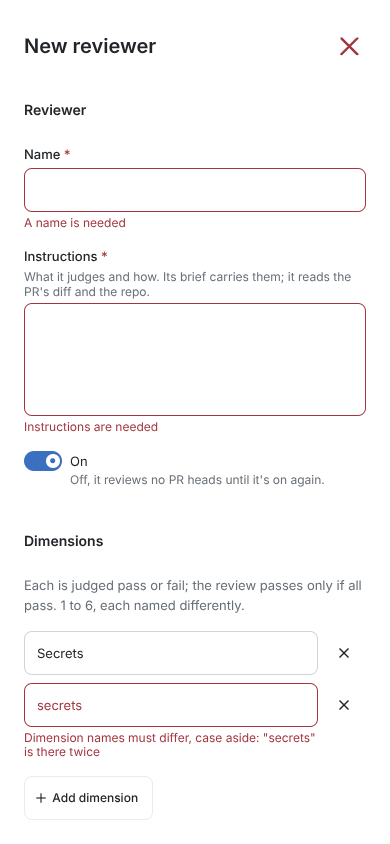 New reviewer
Reviewer
Name *
A name is needed
Instructions *
What it judges and how. Its brief carries them; it reads the
PR's diff and the repo.
Instructions are needed
On
Off, it reviews no PR heads until it's on again.
Dimensions
Each is judged pass or fail; the review passes only if all
pass. 1 to 6, each named differently.
Secrets
secrets
Dimension names must differ, case aside: "secrets"
is there twice
Add dimension